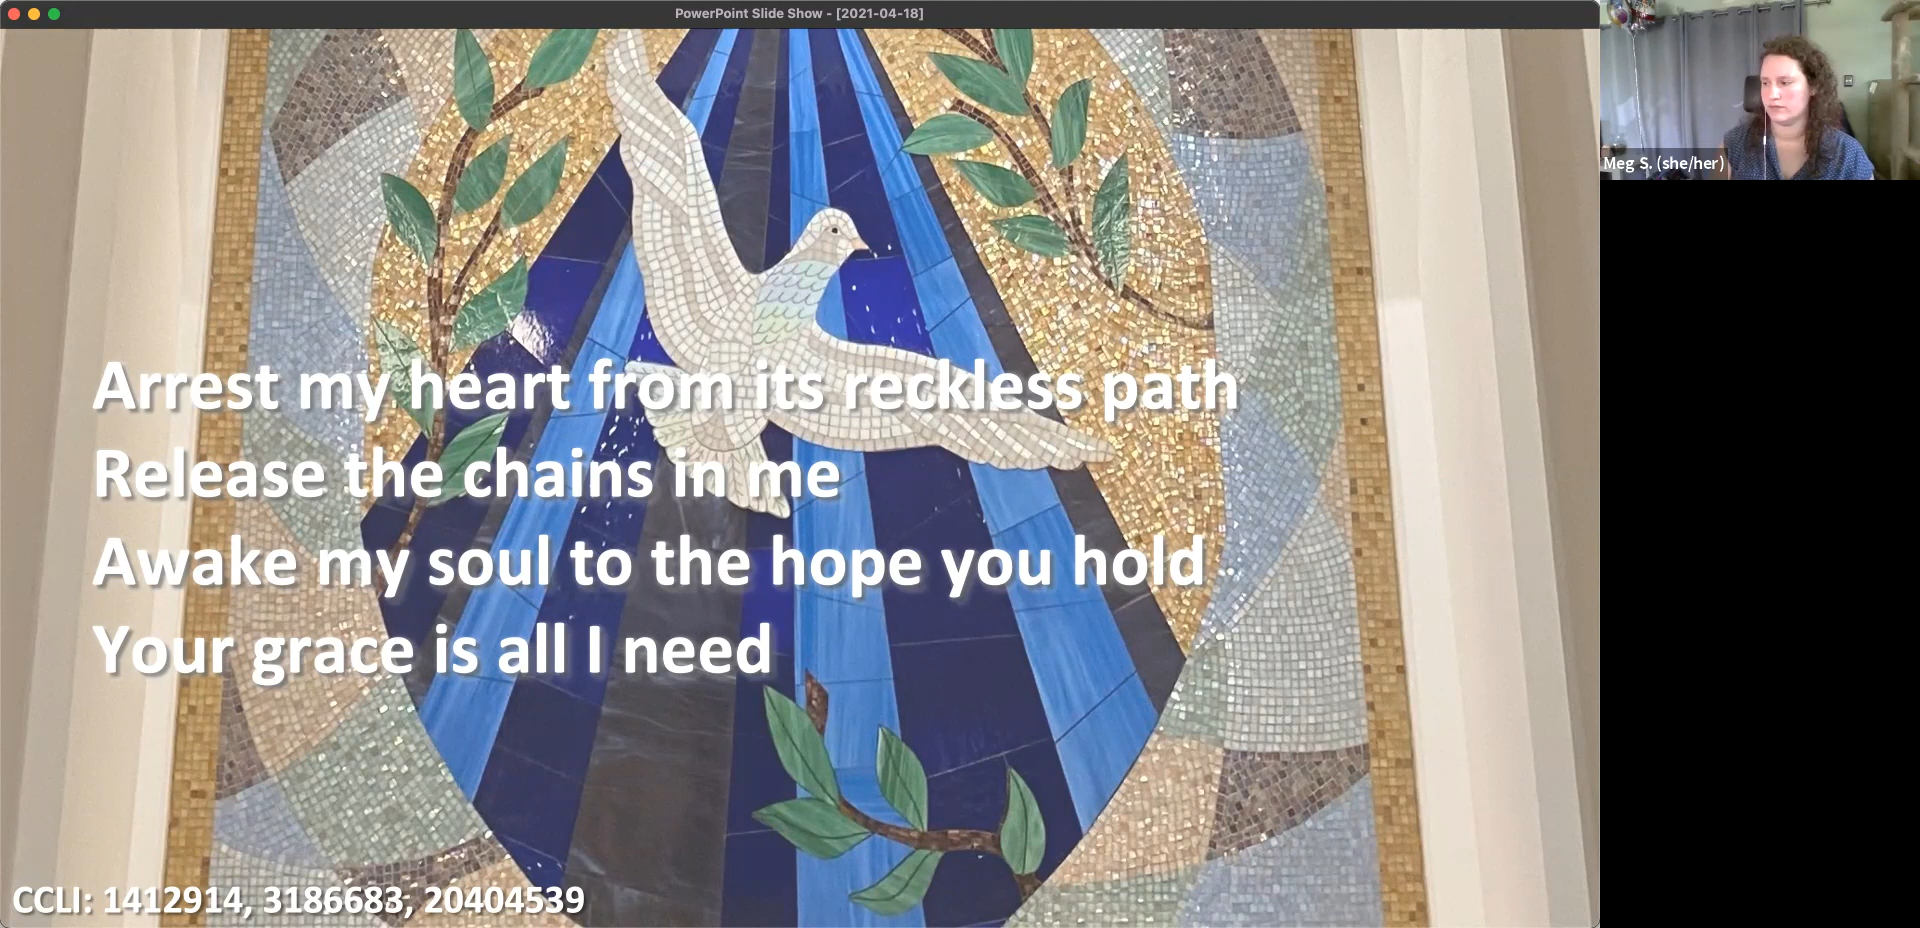 PowerPoint Slide Show - [2021-04-18]
Meg S. (she/her)
Arrest my heart from its reckless path
Release the chains in me
Awake my soul to the hope you hold
Your grace is all I need
CCLI: 1412914, 3186683, 20404539